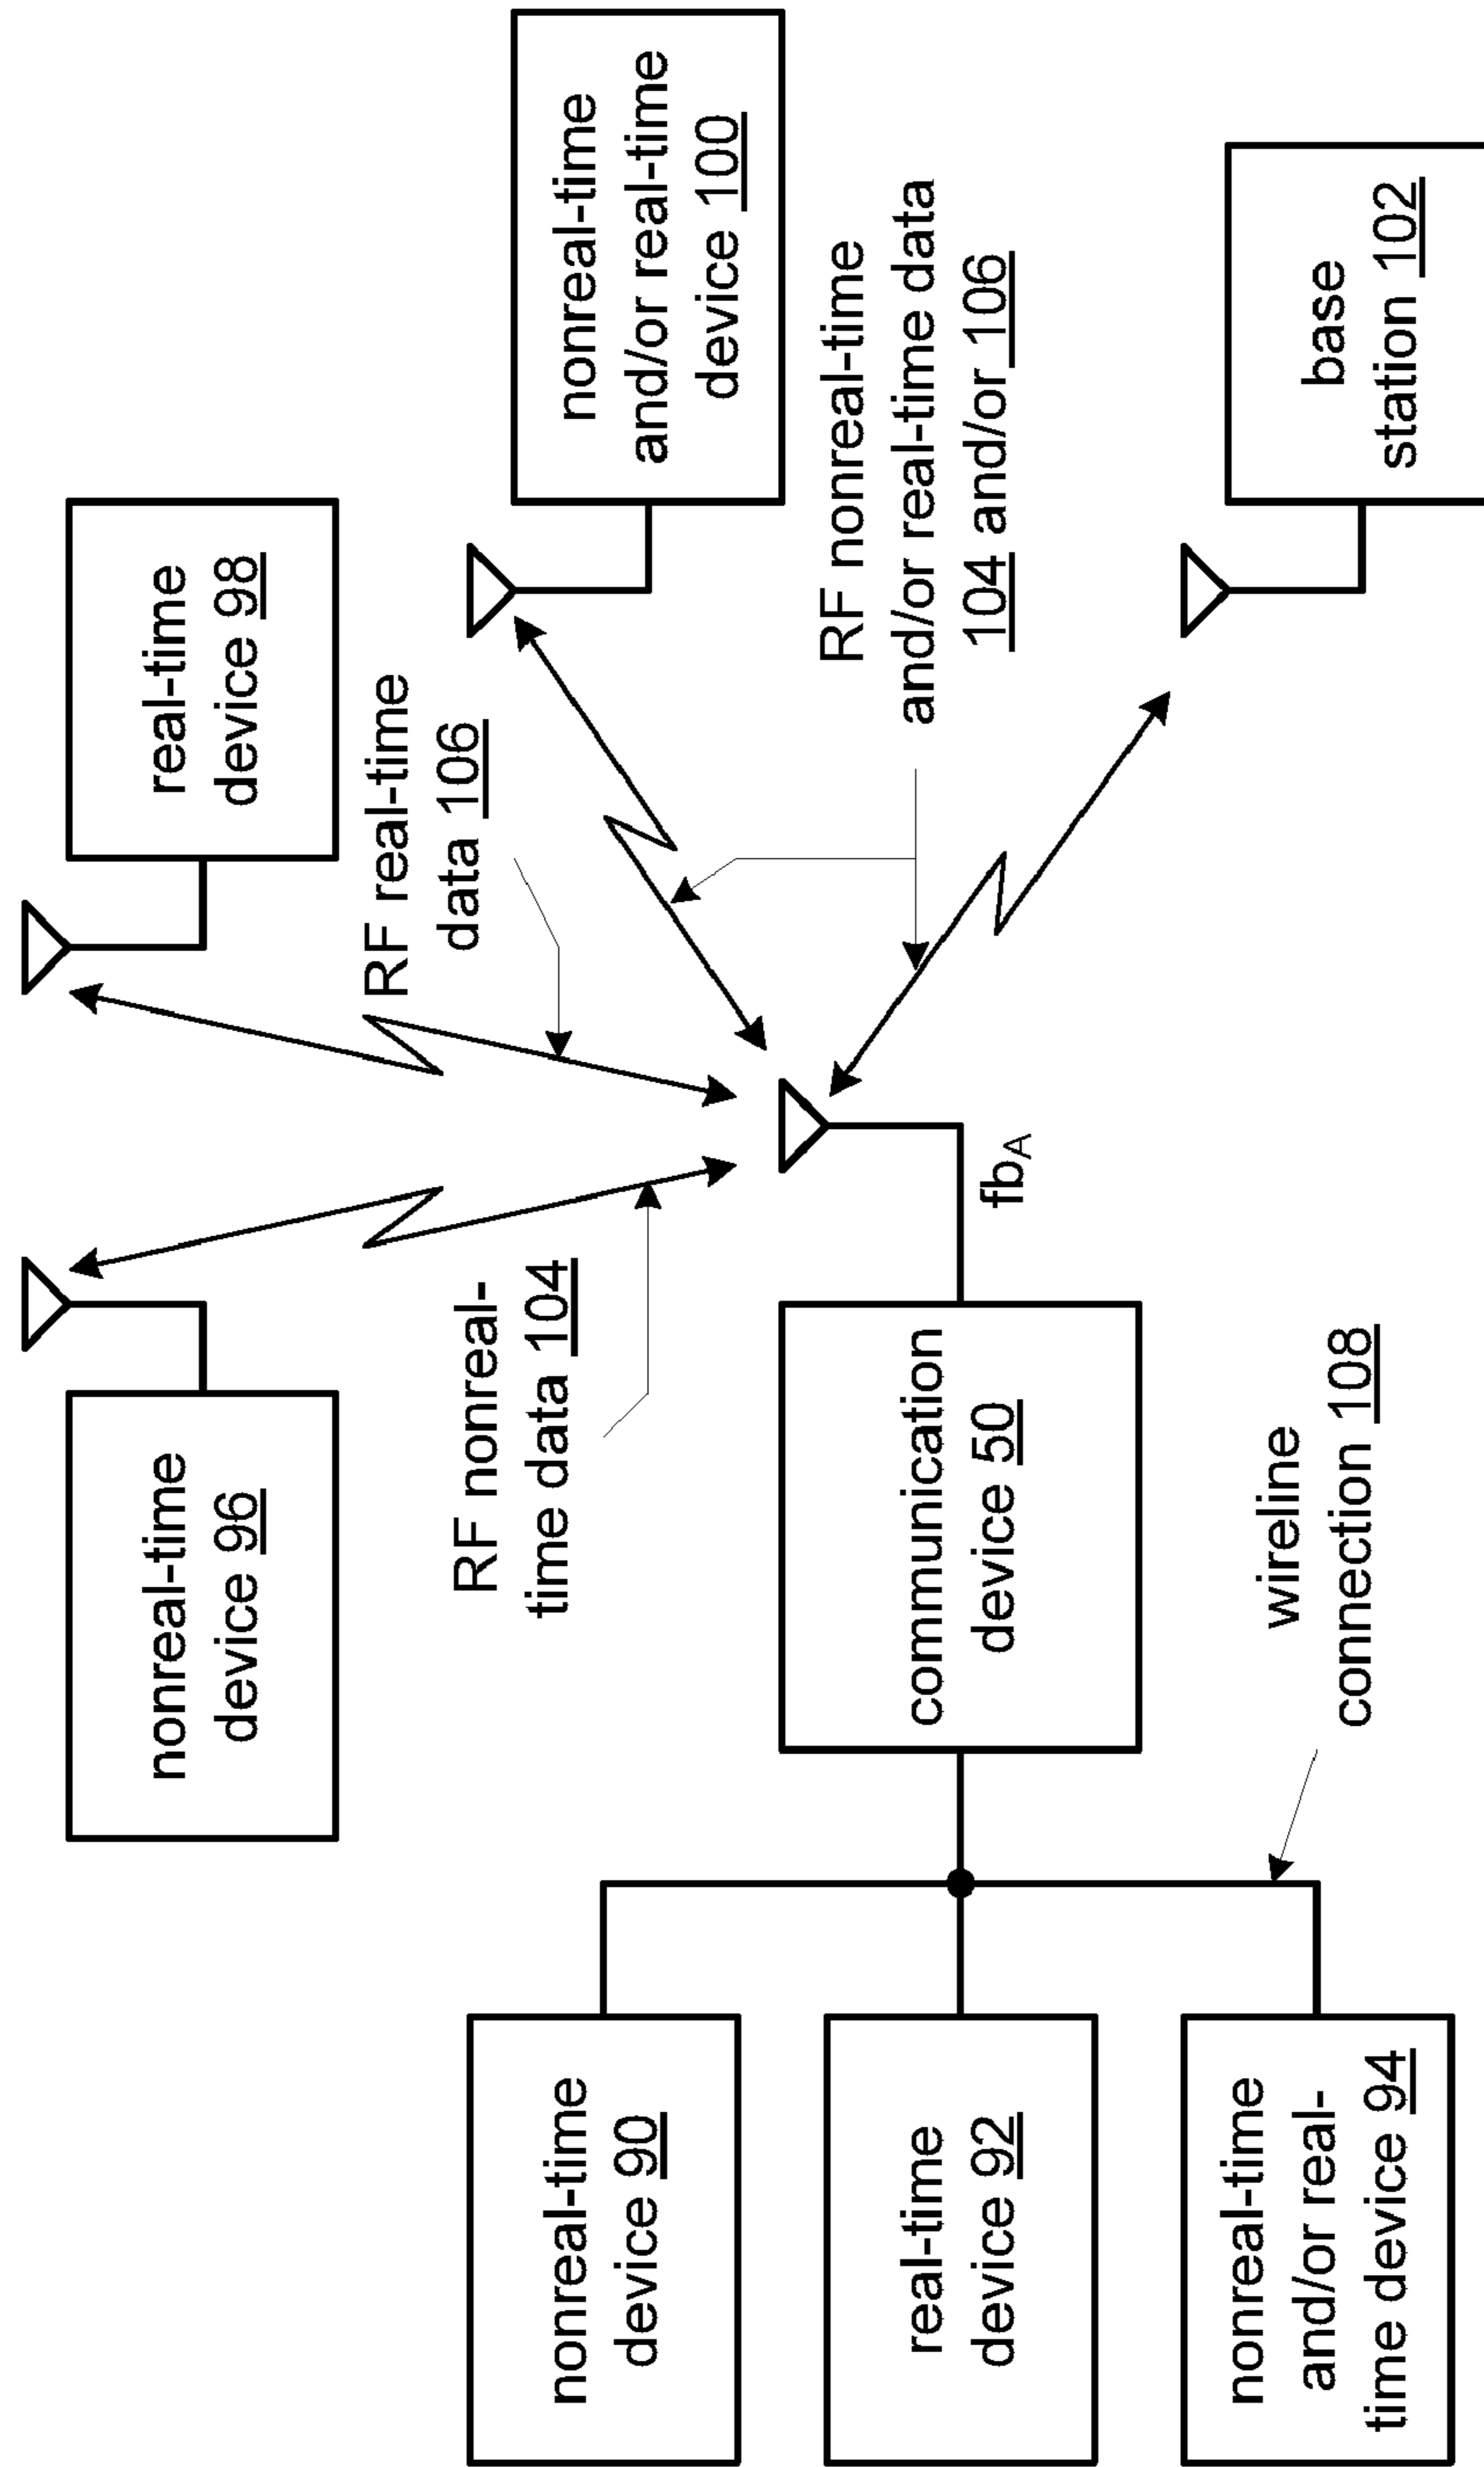 nonreal-time
device 96
real-time
device 98
RF real-time
data 106
RF nonreal-
time data 104
nonreal-time
and/or real-time
device 100
nonreal-time
device 90
real-time
device 92
nonreal-time
and/or real-
time device 94
communication
device 50
fbA
RF nonreal-time
and/or real-time data
104 and/or 106
wireline
connection 108
base
station 102